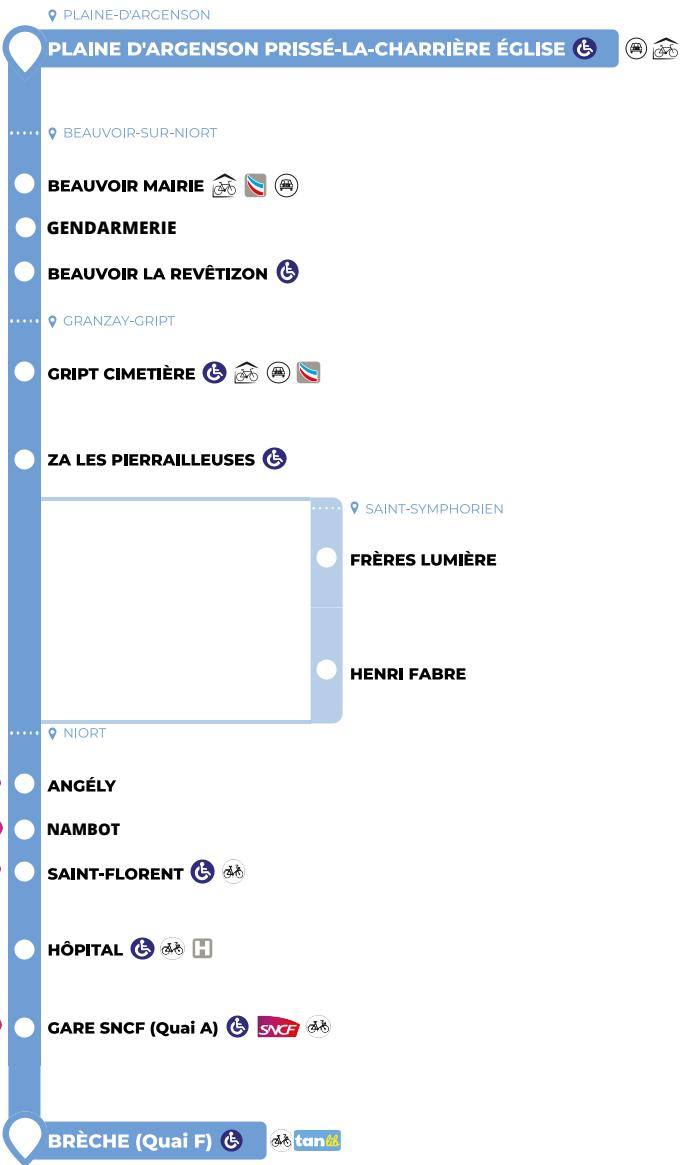 PLAINE-D'ARGENSON
PLAINE D'ARGENSON PRISSÉ-LA-CHARRIÈRE ÉGLISE
BEAUVOIR-SUR-NIORT
BEAUVOIR MAIRIE
GENDARMERIE
BEAUVOIR LA REVÊTIZON
GRANZAY-GRIPT
GRIPT CIMETIÈRE
ZA LES PIERRAILLEUSES
SAINT-SYMPHORIEN
FRÈRES LUMIÈRE
HENRI FABRE
NIORT
ANGÉLY
NAMBOT
SAINT-FLORENT
HÔPITAL H
GARE SNCF (Quai A) SNCF
BRÈCHE (Quai F) tanlib